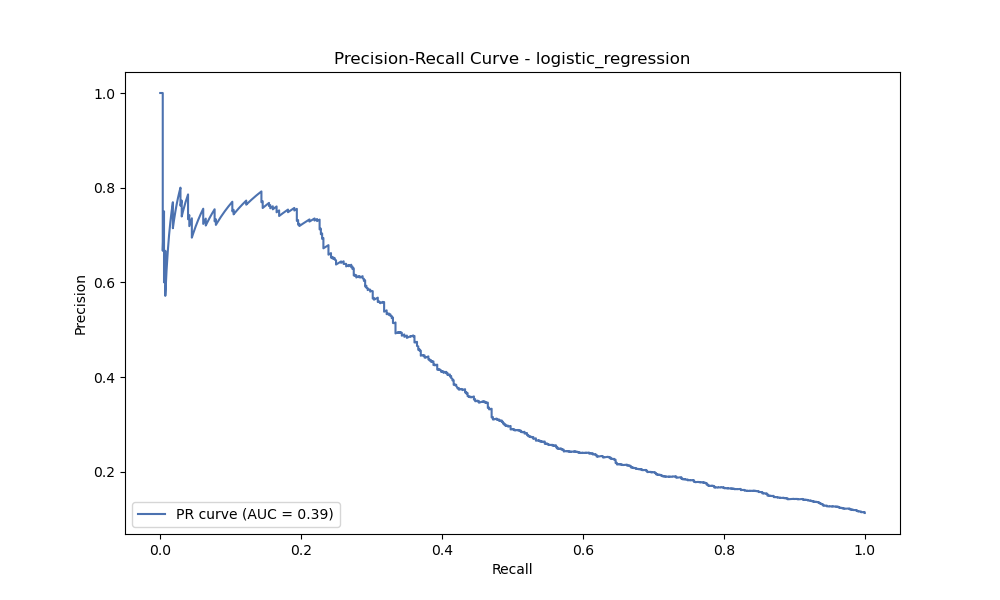 Precision-Recall Curve - logistic_regression
1.0
0.8
0.6
0.4
0.2
Precision
PR curve (AUC = 0.39)
0.0 0.2 0.4 0.6 0.8 1.0
Recall